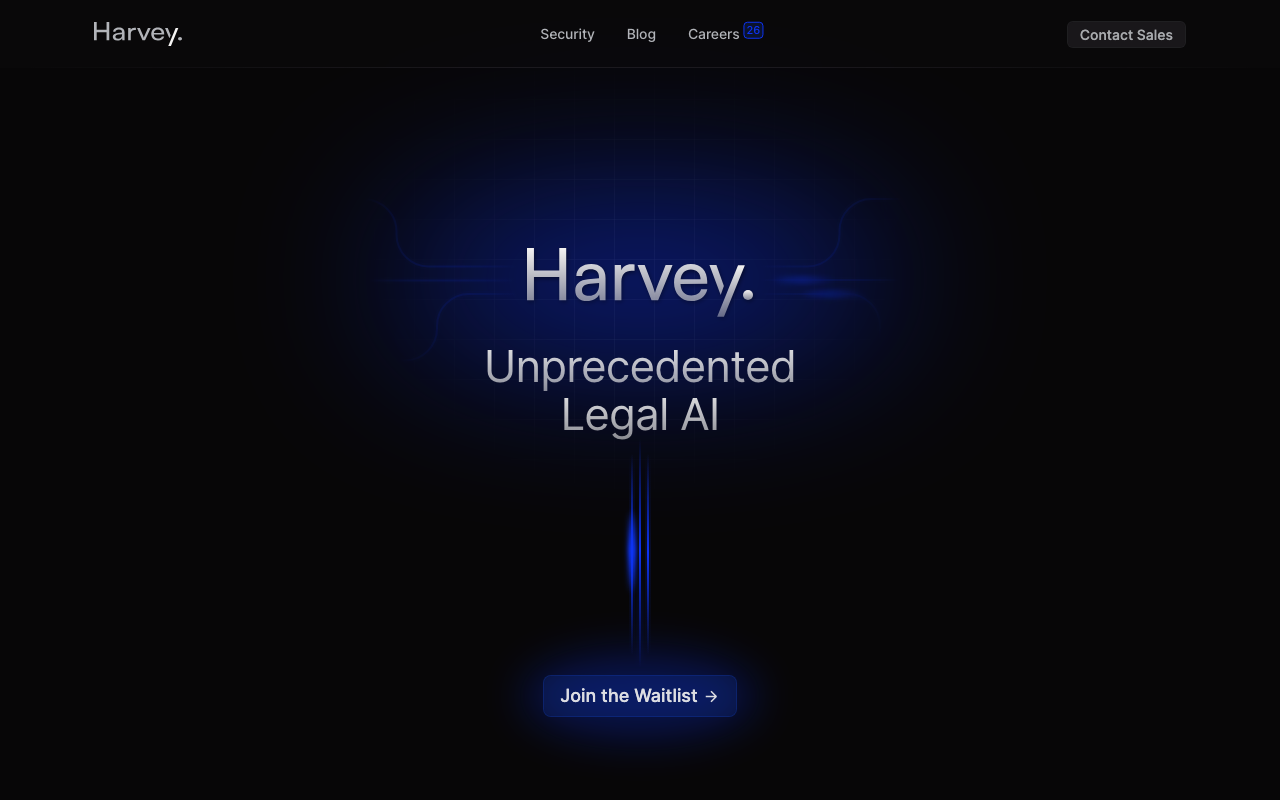 Harvey.
Security
Blog
Careers 26
Contact Sales
Harvey.
Unprecedented
Legal AI
Join the Waitlist →